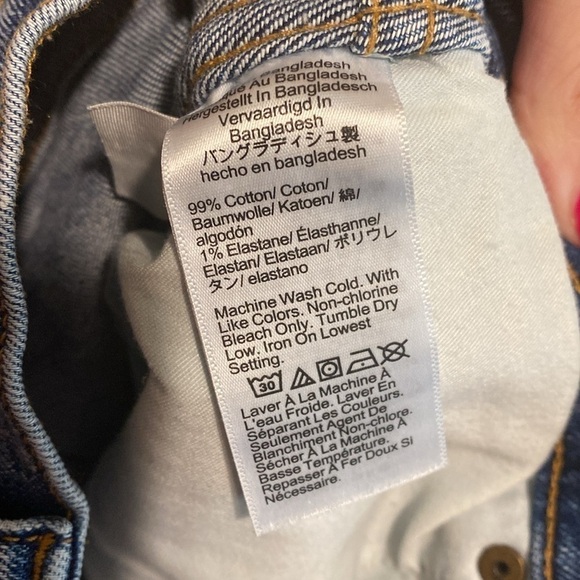 Bangladesh
Au Bangladesh
Hergestellt In Bangladesch
Vervaardigd In
Bangladesh
バングラディシュ製
hecho en bangladesh
99% Cotton/ Coton/
Baumwolle/ Katoen/ 綿/
algodón
1% Elastane/ Élasthanne/
Elastan/ Elastaan/ ポリウレ
タン/ elastano
Machine Wash Cold. With
Like Colors. Non-chlorine
Bleach Only. Tumble Dry
Low. Iron On Lowest
Setting.
30
Laver À La Machine À
L'eau Froide. Laver En
Séparant Les Couleurs.
Seulement Agent De
Blanchiment Non-chlore.
Sécher À La Machine À
Basse Température.
Repasser À Fer Doux Si
Nécessaire.